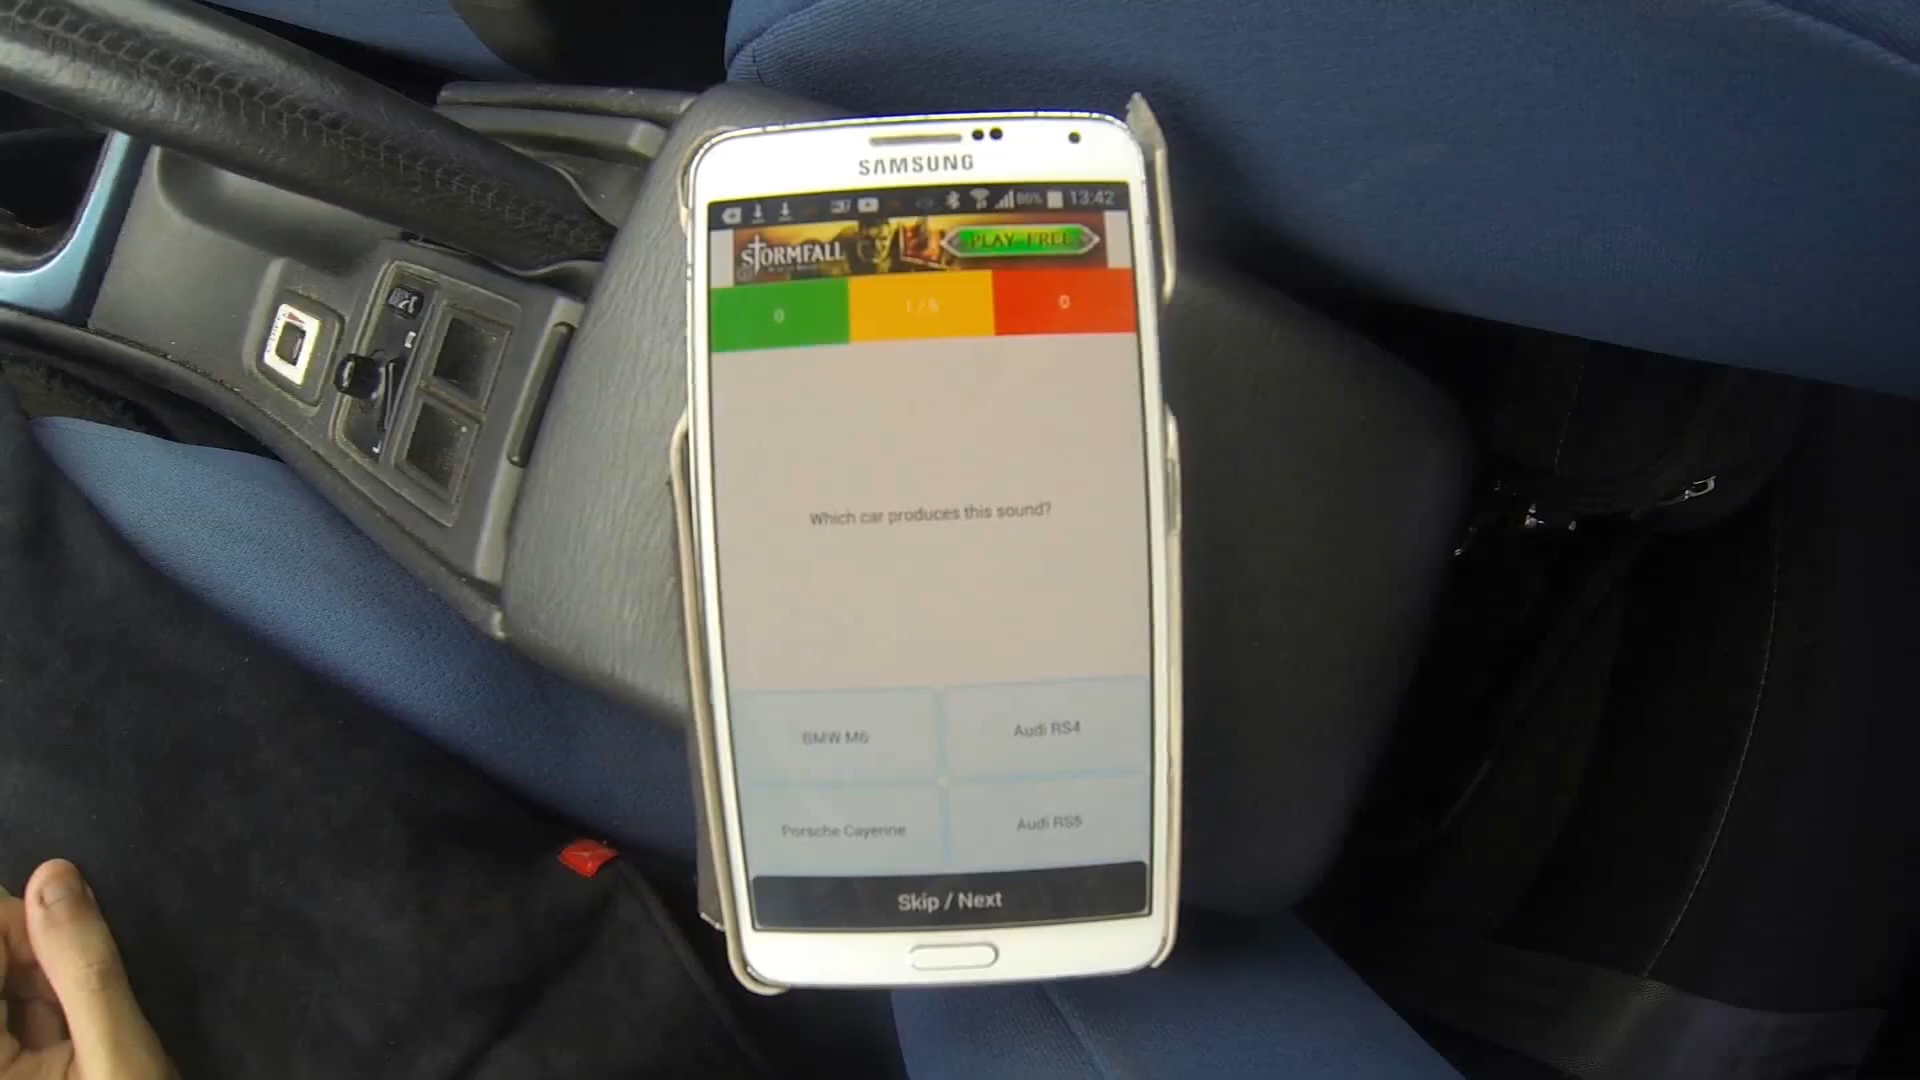 SAMSUNG
86% 13:42
STORMFALL
PLAY FREE
0
0
Which car produces this sound?
BMW M6
Audi RS4
Porsche Cayenne
Audi RS5
Skip / Next